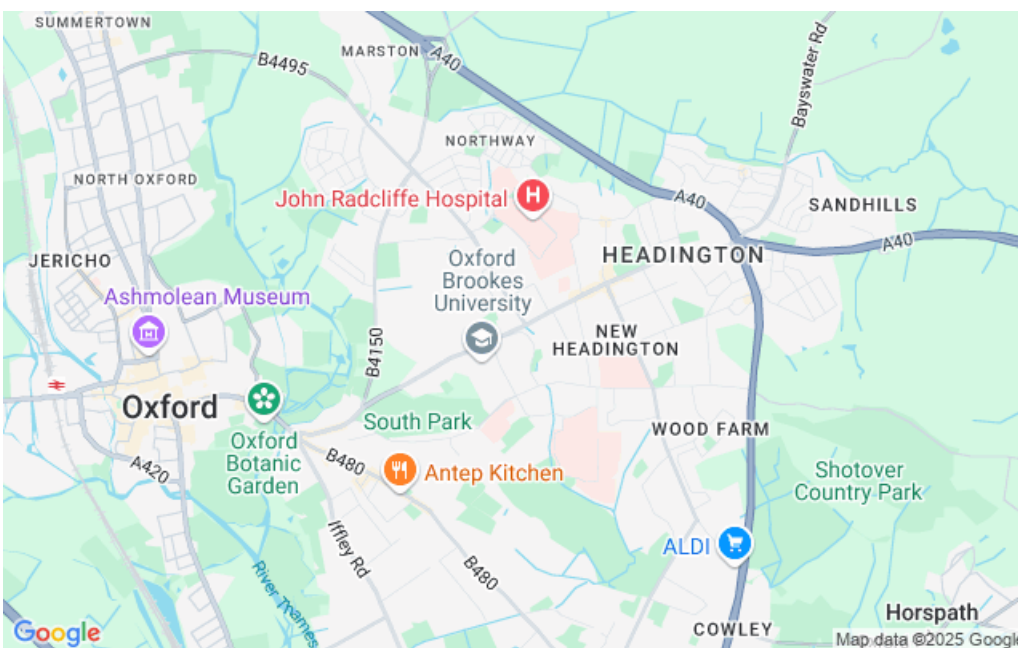 SUMMERTOWN
MARSTON
A40
B4495
Bayswater Rd
NORTHWAY
NORTH OXFORD
John Radcliffe Hospital
H
A40
SANDHILLS
A40
JERICHO
Oxford
Brookes
University
HEADINGTON
Ashmolean Museum
NEW
HEADINGTON
B4150
Oxford
South Park
WOOD FARM
Oxford
Botanic
Garden
B480
A420
Antep Kitchen
Shotover
Country Park
Iffley Rd
ALDI
B480
River Thames
Horspath
COWLEY
Google
Map data ©2025 Google